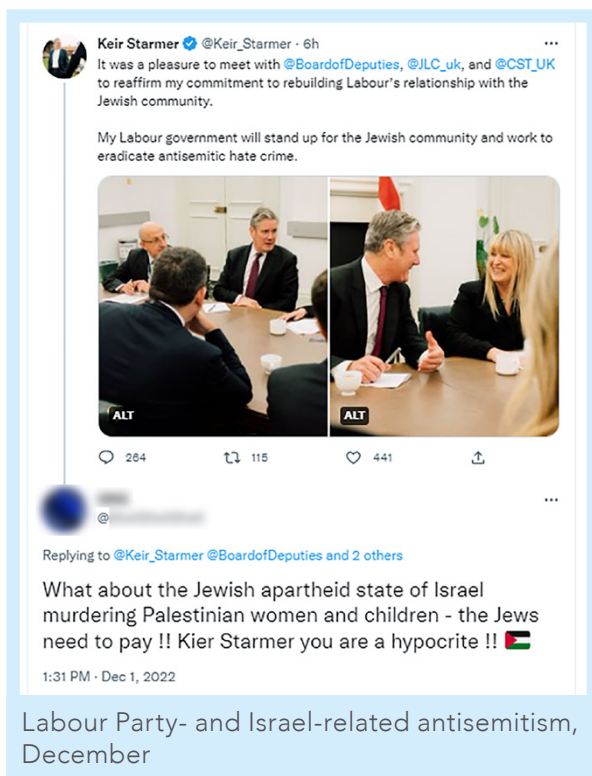 Keir Starmer @Keir_Starmer · 6h
It was a pleasure to meet with @BoardofDeputies, @JLC_uk, and @CST_UK
to reaffirm my commitment to rebuilding Labour's relationship with the
Jewish community.
My Labour government will stand up for the Jewish community and work to
eradicate antisemitic hate crime.
ALT
ALT
264 115 441
@
Replying to @Keir_Starmer @BoardofDeputies and 2 others
What about the Jewish apartheid state of Israel
murdering Palestinian women and children - the Jews
need to pay !! Kier Starmer you are a hypocrite !! 🇵🇸
1:31 PM · Dec 1, 2022
Labour Party- and Israel-related antisemitism,
December